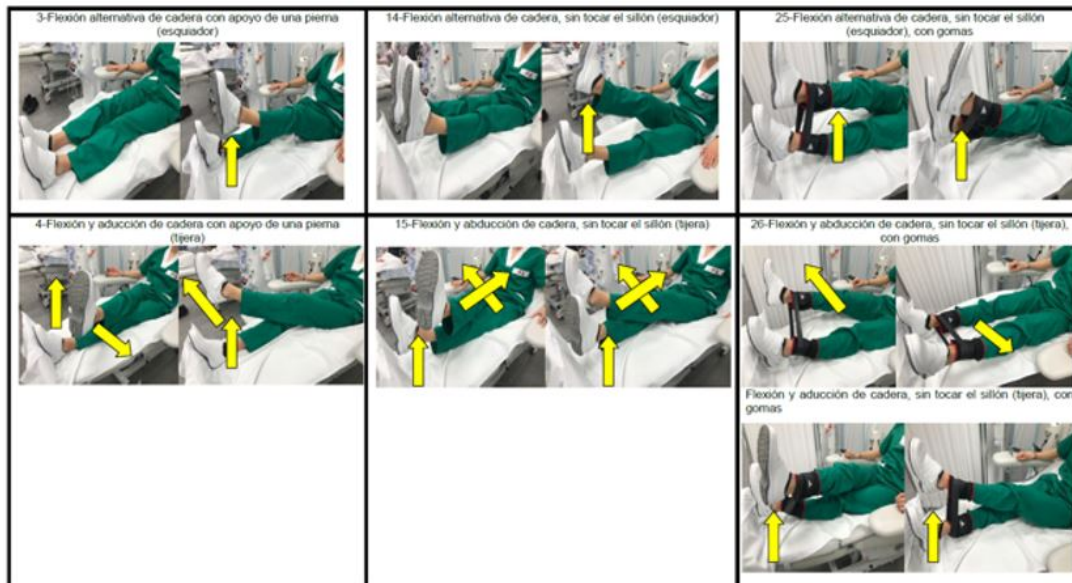 3-Flexión alternativa de cadera con apoyo de una pierna
(esquiador)
14-Flexión alternativa de cadera, sin tocar el sillón (esquiador)
25-Flexión alternativa de cadera, sin tocar el sillón
(esquiador), con gomas
4-Flexión y aducción de cadera con apoyo de una pierna
(tijera)
15-Flexión y abducción de cadera, sin tocar el sillón (tijera)
26-Flexión y abducción de cadera, sin tocar el sillón (tijera),
con gomas
Flexión y aducción de cadera, sin tocar el sillón (tijera), con
gomas